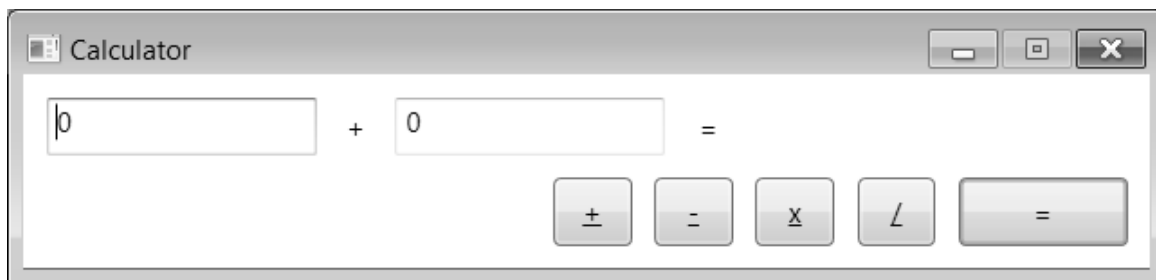 Calculator
0 + 0 =
+ - x / =